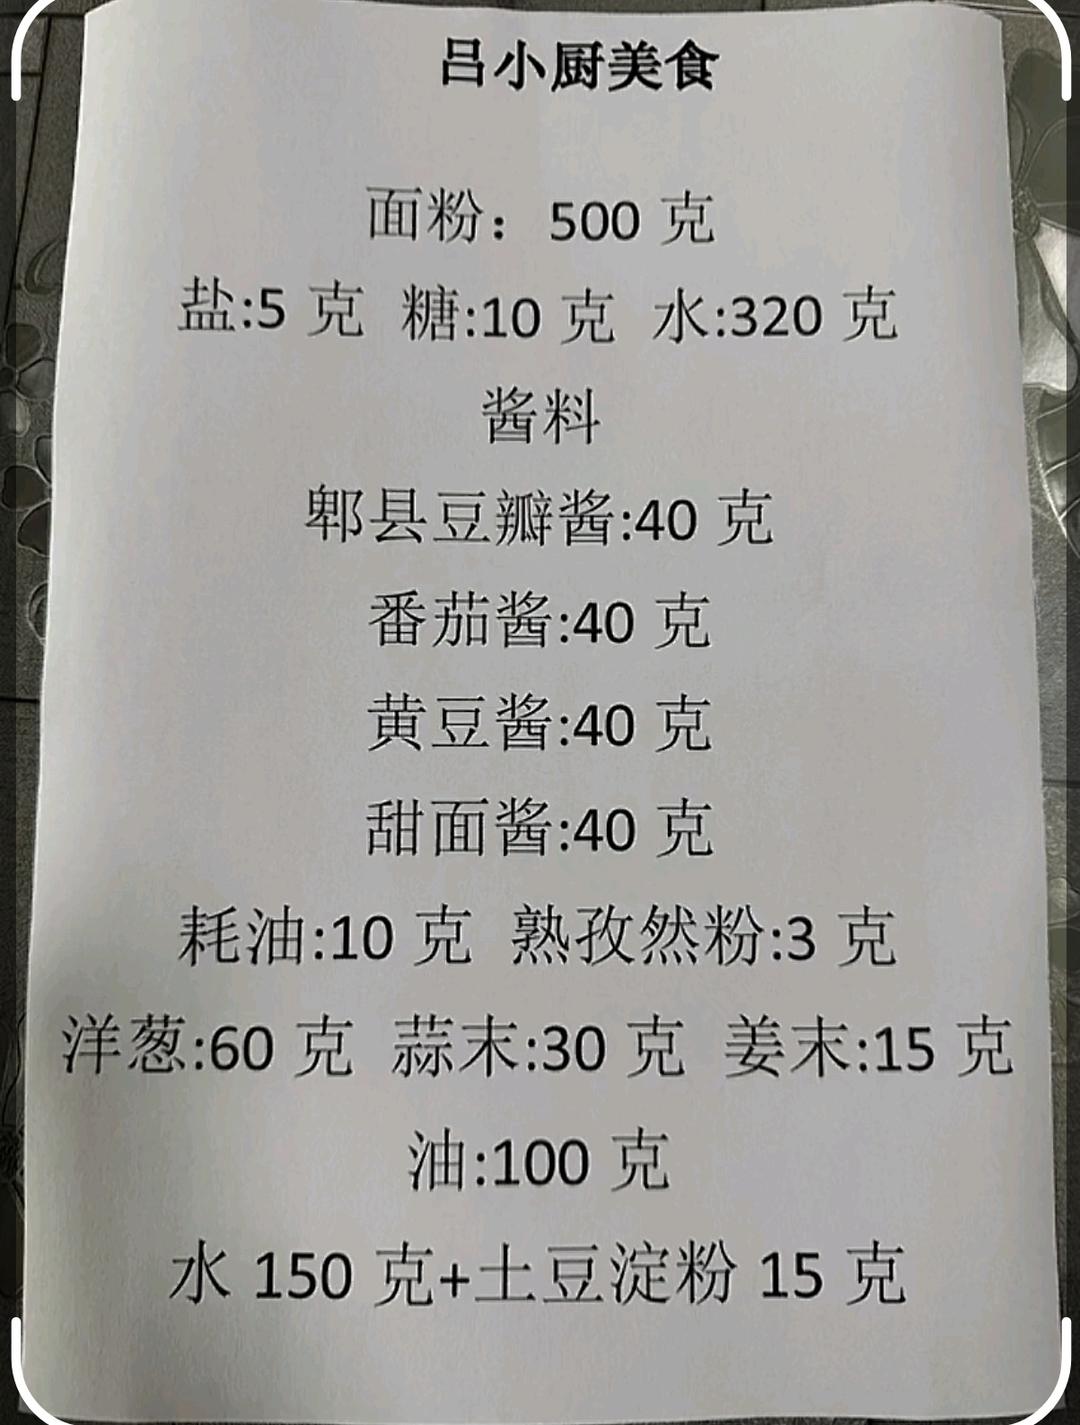 吕小厨美食
面粉：500 克
盐:5 克 糖:10 克 水:320 克
酱料
郫县豆瓣酱:40 克
番茄酱:40 克
黄豆酱:40 克
甜面酱:40 克
耗油:10 克 熟孜然粉:3 克
洋葱:60 克 蒜末:30 克 姜末:15 克
油:100 克
水 150 克+土豆淀粉 15 克